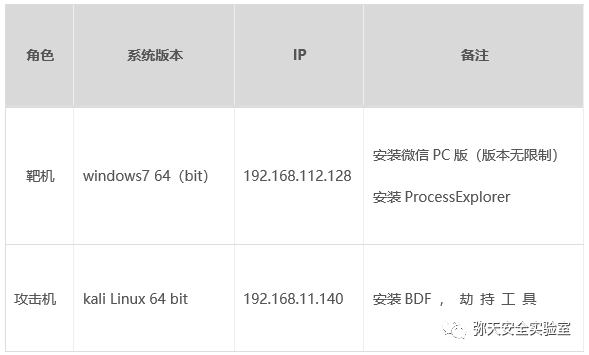 角色 系统版本 IP 备注
安装微信 PC 版（版本无限制）
靶机 windows7 64（bit） 192.168.112.128
安装 ProcessExplorer
攻击机 kali Linux 64 bit 192.168.11.140 安装 BDF ， 劫 持 工 具
弥天安全实验室